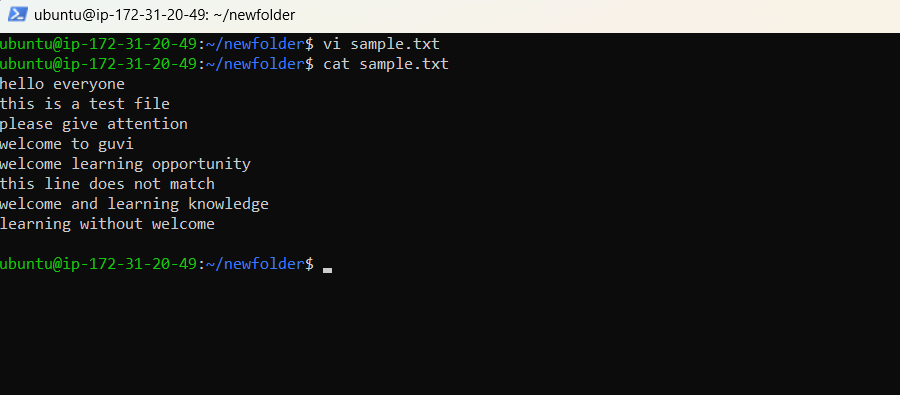 ubuntu@ip-172-31-20-49: ~/newfolder
ubuntu@ip-172-31-20-49:~/newfolder$ vi sample.txt
ubuntu@ip-172-31-20-49:~/newfolder$ cat sample.txt
hello everyone
this is a test file
please give attention
welcome to guvi
welcome learning opportunity
this line does not match
welcome and learning knowledge
learning without welcome
ubuntu@ip-172-31-20-49:~/newfolder$